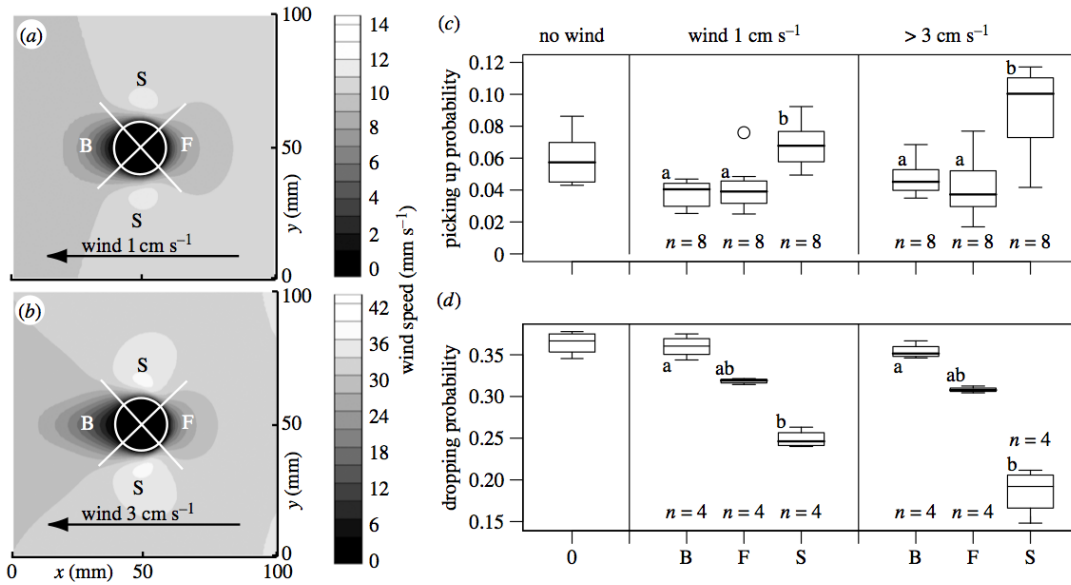 (a)
100
S
B
F
50
y (mm)
S
wind 1 cm s⁻¹
0
14
12
10
8
6
4
2
0
wind speed (mm s⁻¹)
(b)
100
S
B
F
50
y (mm)
S
wind 3 cm s⁻¹
0
0
x (mm)
50
100
42
36
30
24
18
12
6
0
(c)
no wind
wind 1 cm s⁻¹
> 3 cm s⁻¹
picking up probability
0.12
0.10
0.08
0.06
0.04
0.02
0
a
a
b
n = 8
n = 8
n = 8
a
a
b
n = 8
n = 8
n = 8
(d)
dropping probability
0.35
0.30
0.25
0.20
0.15
a
ab
b
n = 4
n = 4
n = 4
a
ab
n = 4
b
n = 4
n = 4
0
B
F
S
B
F
S